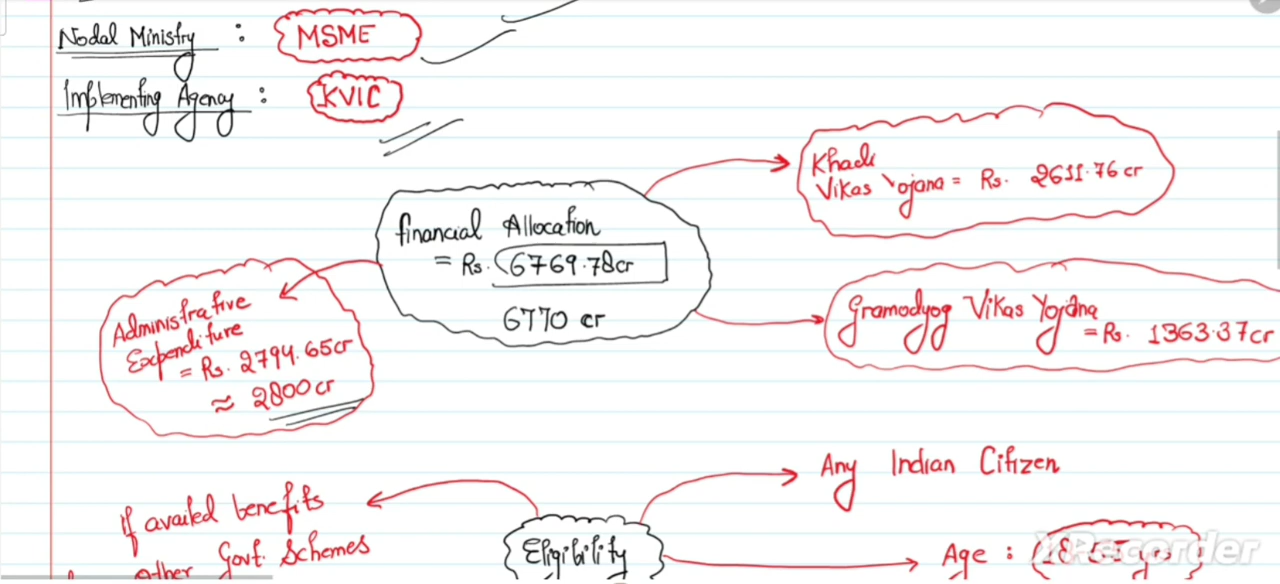 Nodal Ministry : MSME
Implementing Agency : KVIC
Khadi
Vikas Yojana = Rs. 2611.76 cr
financial Allocation
= Rs. 6769.78cr
6770 cr
Gramodyog Vikas Yojana
= Rs. 1363.37cr
Administrative
Expenditure
= Rs. 2794.65cr
≈ 2800cr
Any Indian Citizen
If availed benefits
other Govt. Schemes
Eligibility
Age :
XRecorder